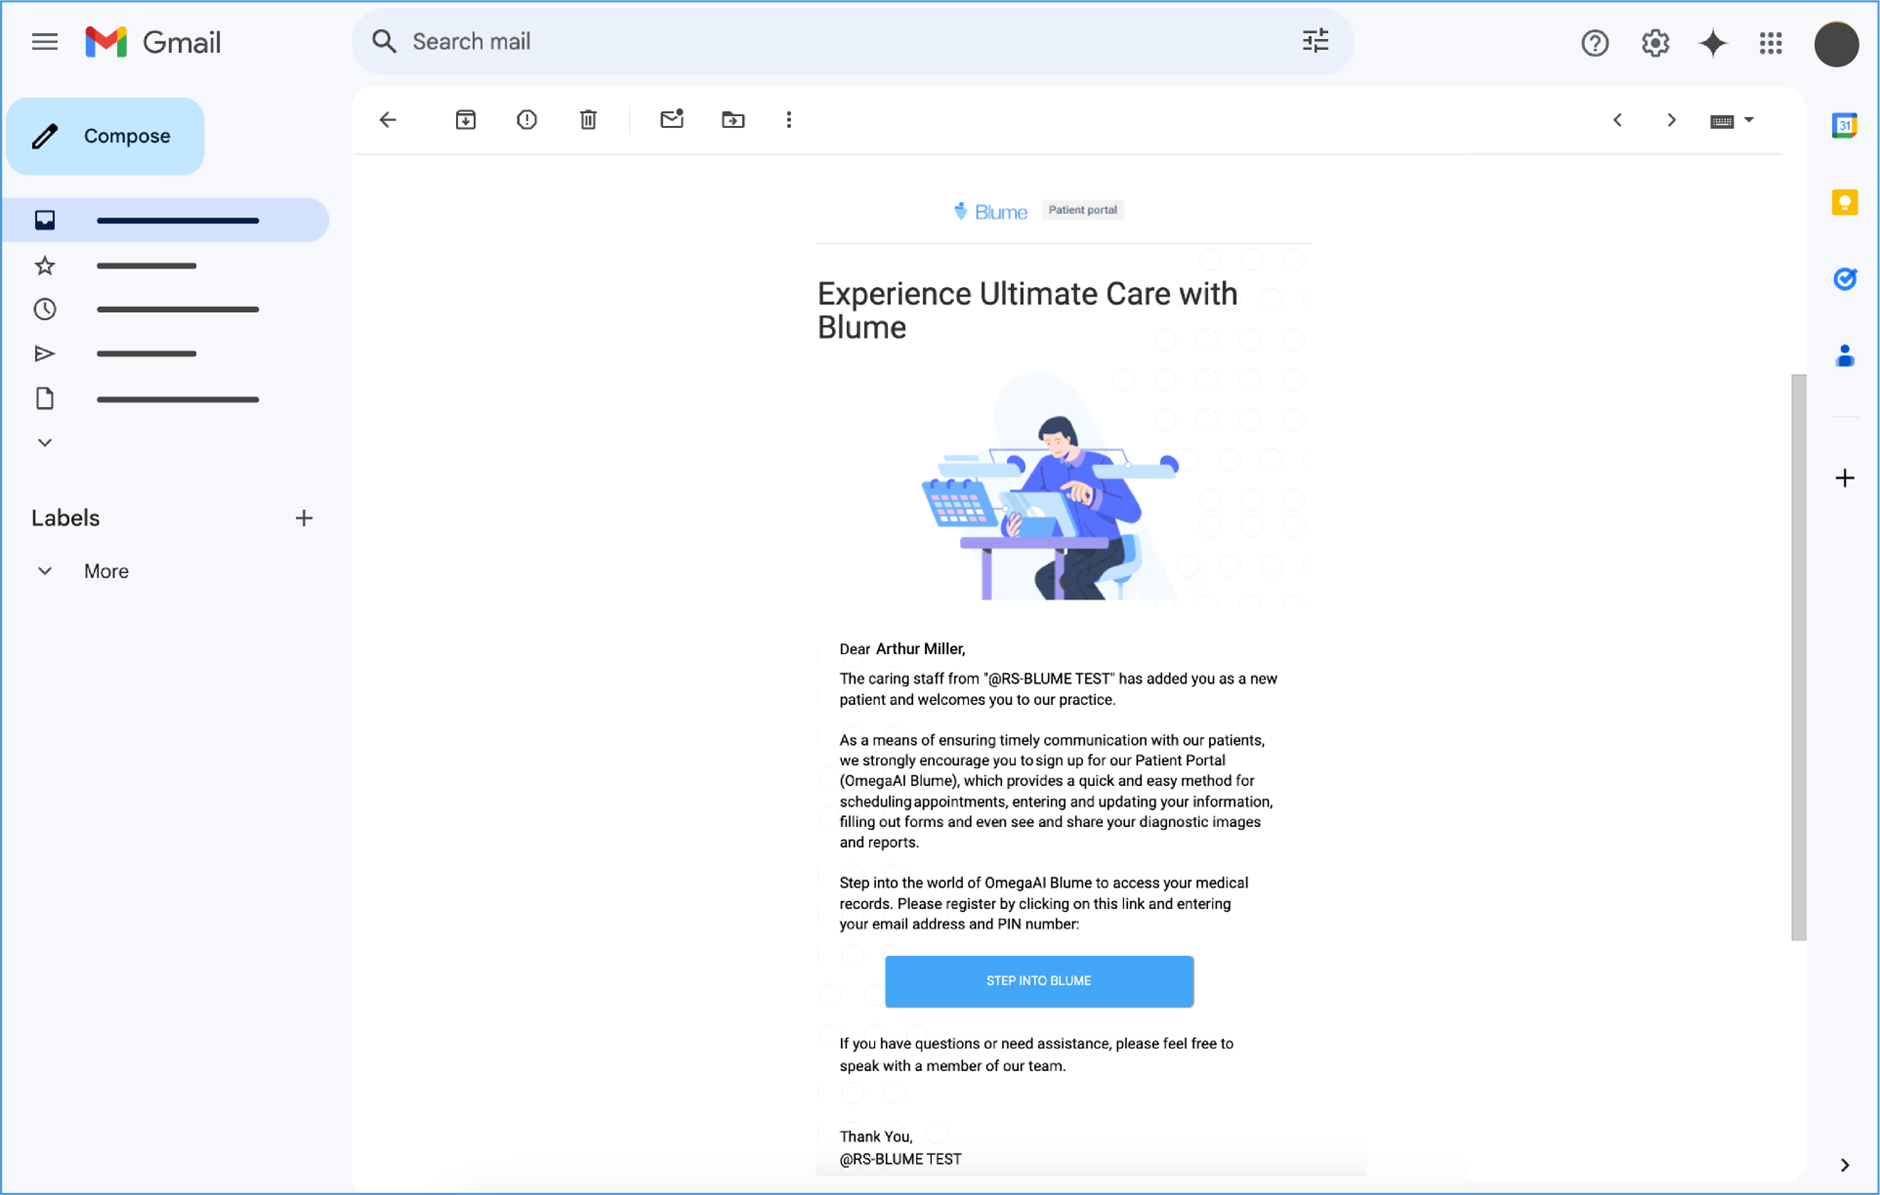 Gmail
Search mail
Compose
31
Labels
More
Blume Patient portal
Experience Ultimate Care with
Blume
Dear Arthur Miller,
The caring staff from "@RS-BLUME TEST" has added you as a new
patient and welcomes you to our practice.
As a means of ensuring timely communication with our patients,
we strongly encourage you to sign up for our Patient Portal
(OmegaAI Blume), which provides a quick and easy method for
scheduling appointments, entering and updating your information,
filling out forms and even see and share your diagnostic images
and reports.
Step into the world of OmegaAI Blume to access your medical
records. Please register by clicking on this link and entering
your email address and PIN number:
STEP INTO BLUME
If you have questions or need assistance, please feel free to
speak with a member of our team.
Thank You,
@RS-BLUME TEST